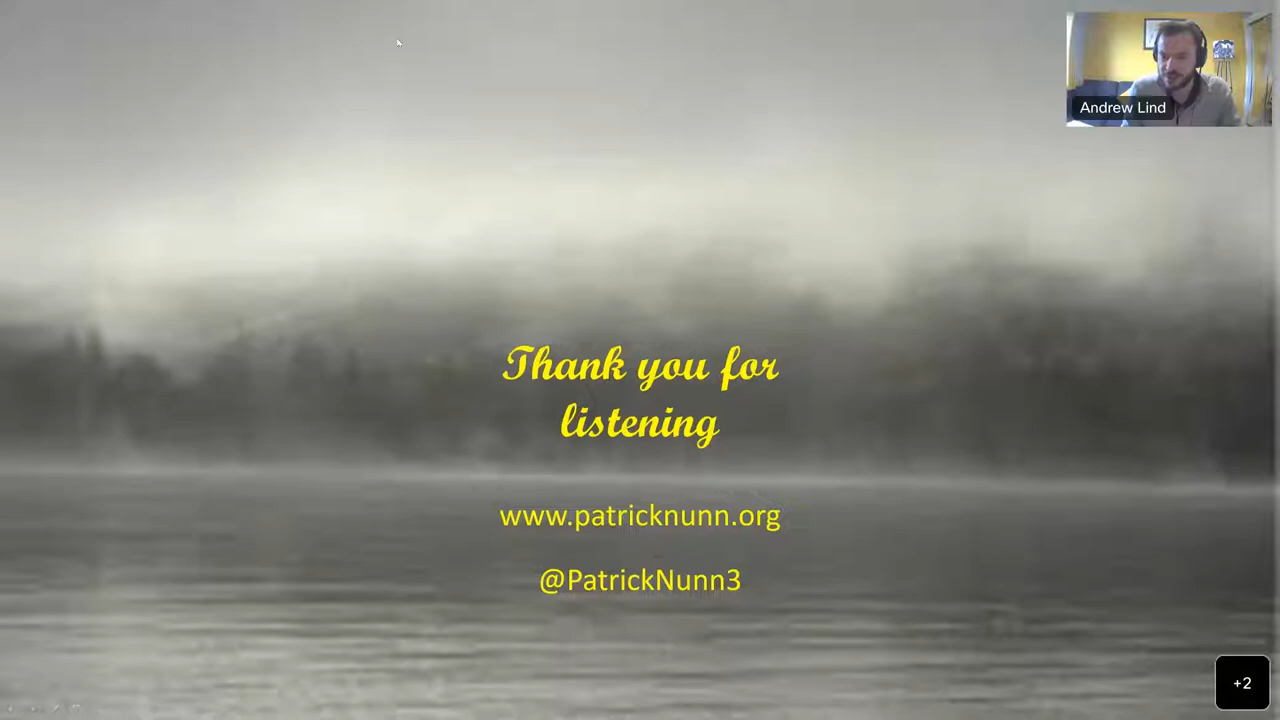 Andrew Lind
Thank you for
listening
www.patricknunn.org
@PatrickNunn3
+2